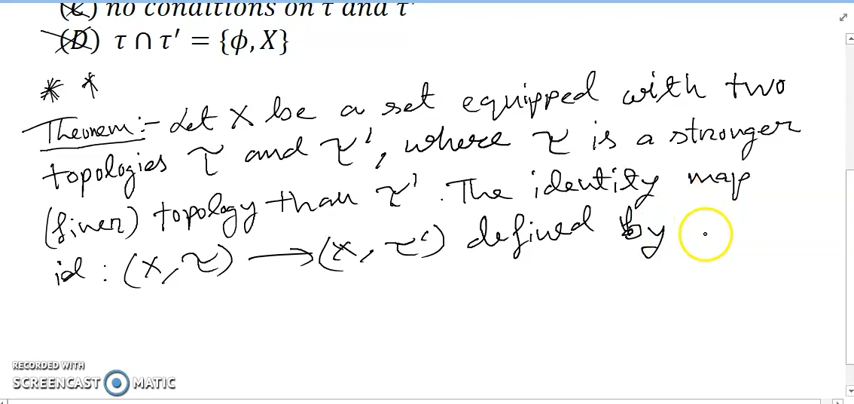 (C) no conditions on τ and τ'
(D) τ ∩ τ′ = {ϕ, X}
* *
Theorem:- Let X be a set equipped with two
topologies τ and τ', where τ is a stronger
(finer) topology than τ'. The identity map
id : (X, τ) ⟶ (X, τ') defined by
RECORDED WITH
SCREENCAST MATIC